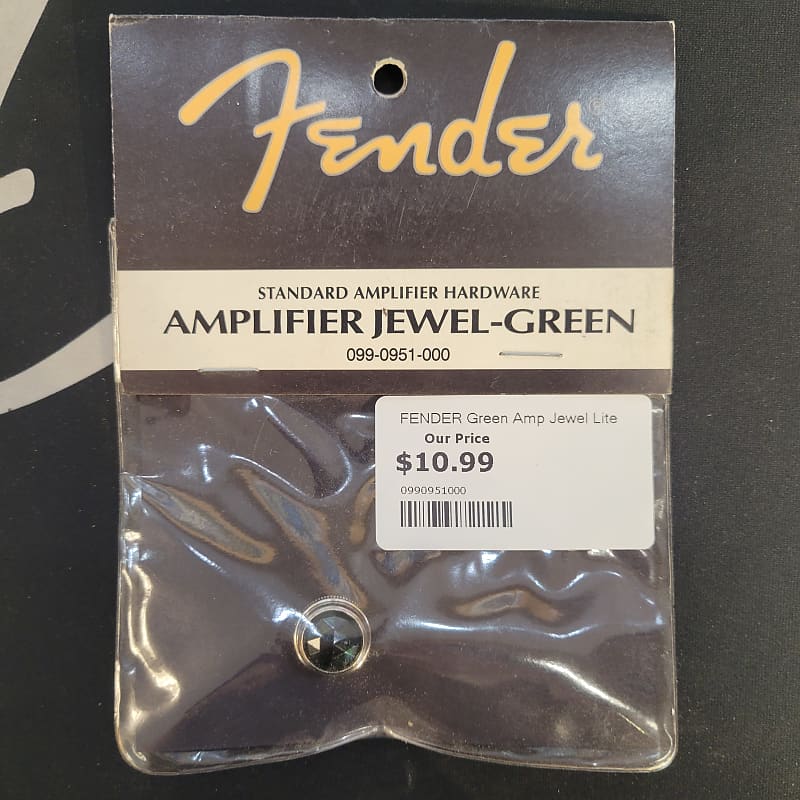 Fender®
STANDARD AMPLIFIER HARDWARE
AMPLIFIER JEWEL-GREEN
099-0951-000
FENDER Green Amp Jewel Lite
Our Price
$10.99
0990951000